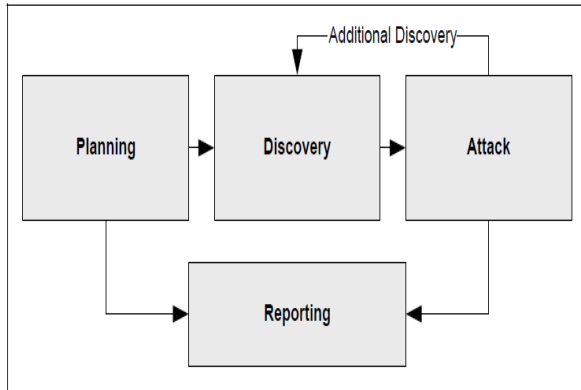 Additional Discovery
Planning
Discovery
Attack
Reporting